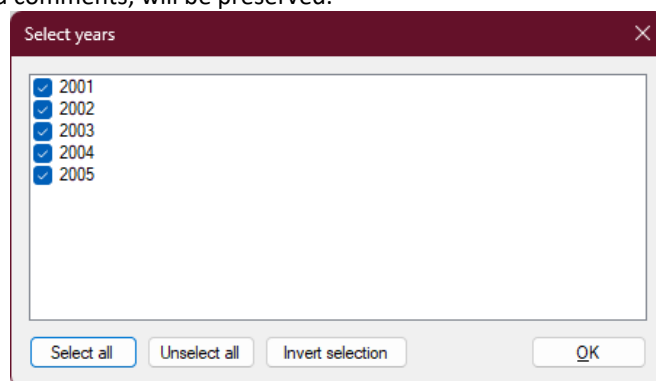 comments, will be preserved.
Select years
2001
2002
2003
2004
2005
Select all Unselect all Invert selection OK